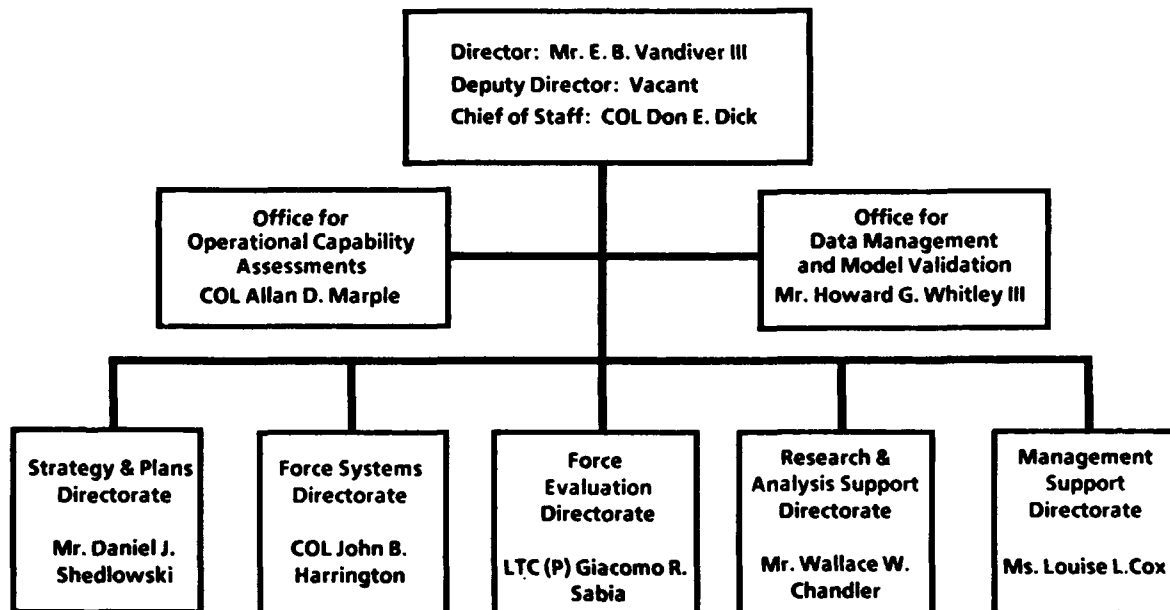 Director: Mr. E. B. Vandiver III
Deputy Director: Vacant
Chief of Staff: COL Don E. Dick
Office for
Operational Capability
Assessments
COL Allan D. Marple
Office for
Data Management
and Model Validation
Mr. Howard G. Whitley III
Strategy & Plans
Directorate
Mr. Daniel J.
Shedlowski
Force Systems
Directorate
COL John B.
Harrington
Force
Evaluation
Directorate
LTC (P) Giacomo R.
Sabia
Research &
Analysis Support
Directorate
Mr. Wallace W.
Chandler
Management
Support
Directorate
Ms. Louise L.Cox